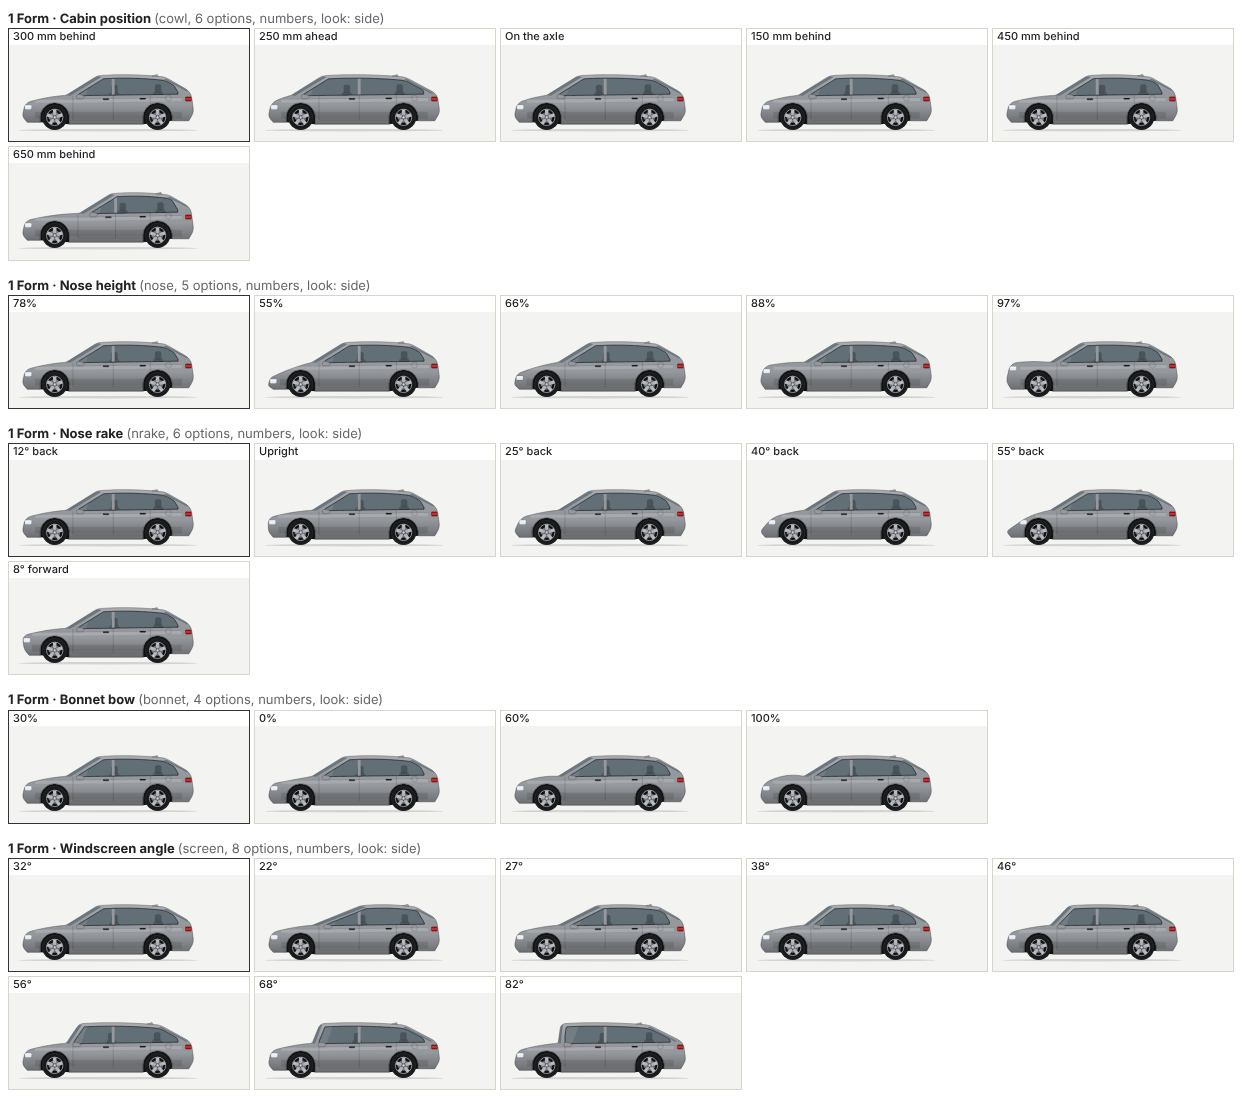 1 Form · Cabin position (cowl, 6 options, numbers, look: side)
300 mm behind
250 mm ahead
On the axle
150 mm behind
450 mm behind
650 mm behind
1 Form · Nose height (nose, 5 options, numbers, look: side)
78%
55%
66%
88%
97%
1 Form · Nose rake (nrake, 6 options, numbers, look: side)
12° back
Upright
25° back
40° back
55° back
8° forward
1 Form · Bonnet bow (bonnet, 4 options, numbers, look: side)
30%
0%
60%
100%
1 Form · Windscreen angle (screen, 8 options, numbers, look: side)
32°
22°
27°
38°
46°
56°
68°
82°